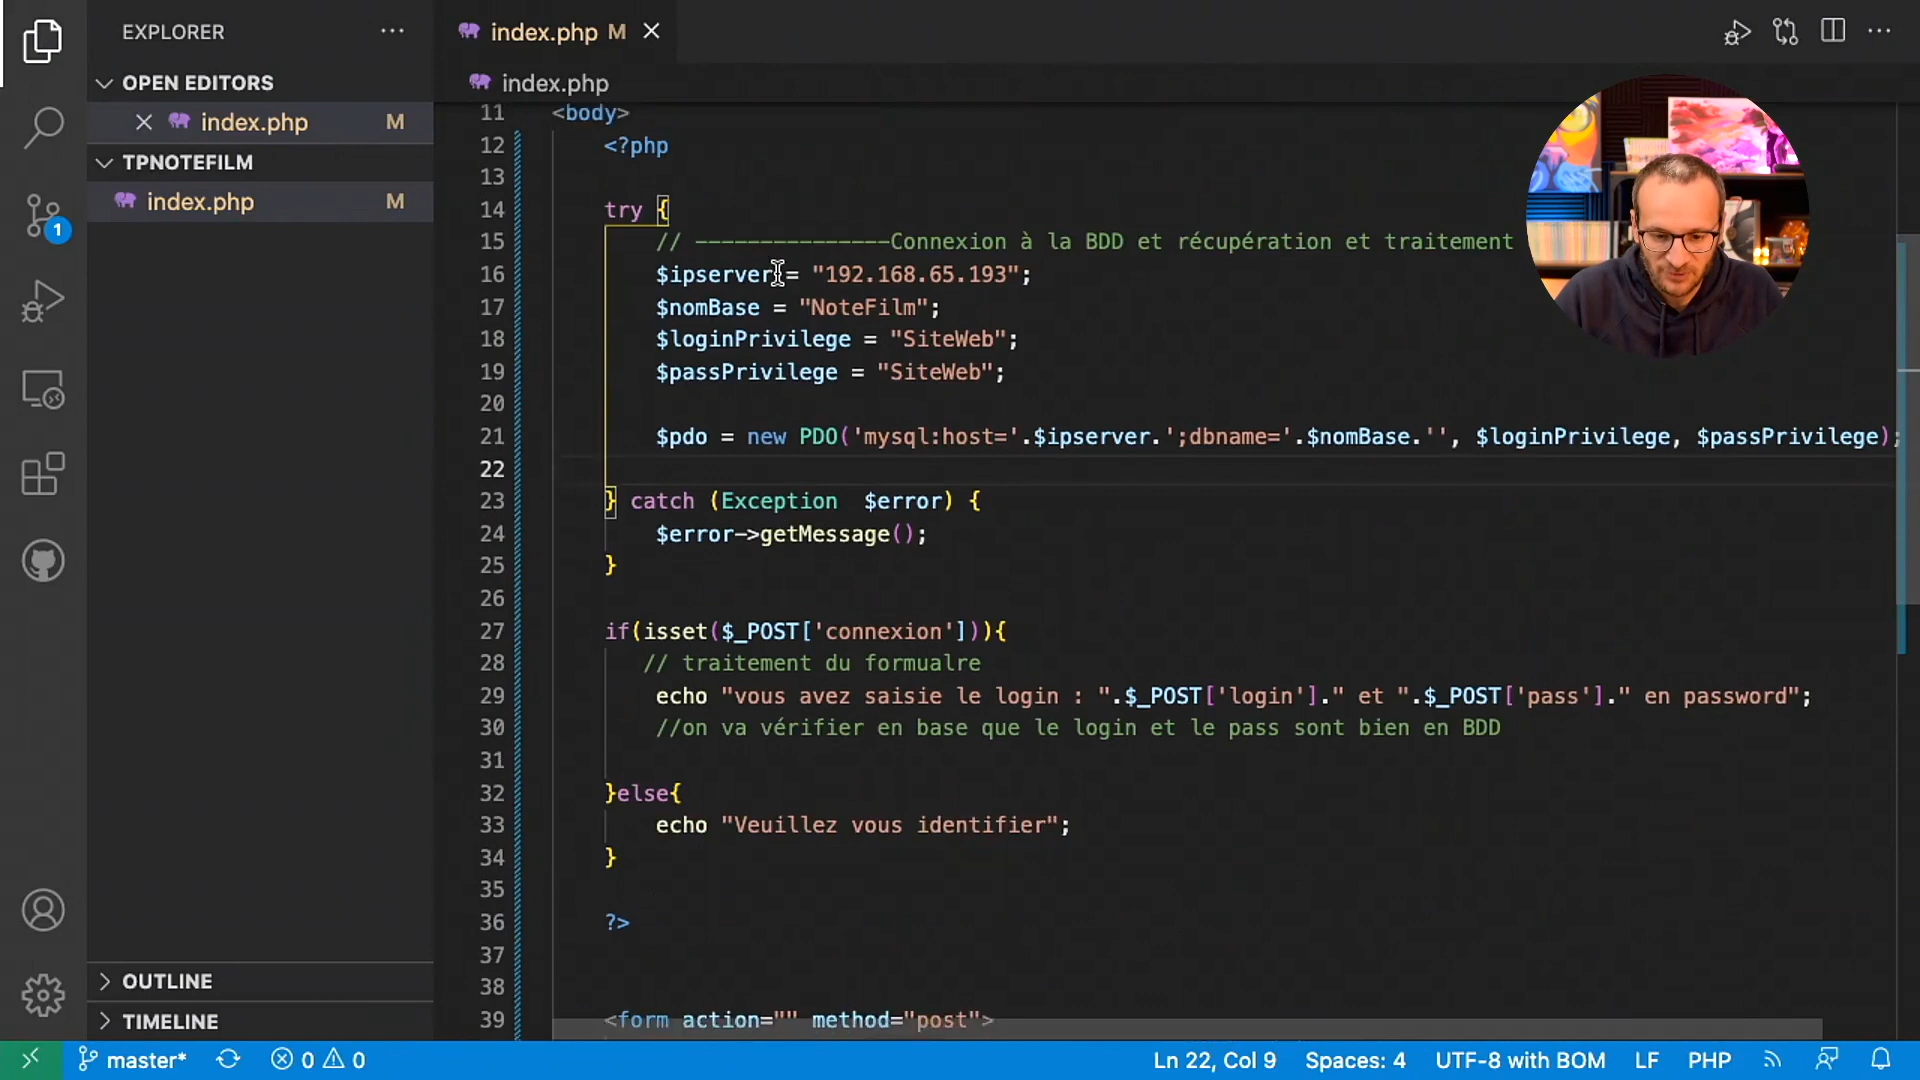 EXPLORER
index.php M
OPEN EDITORS
index.php
index.php M
<body>
TPNOTEFILM
index.php M
11
12 <?php
13
14 try {
15 // ---------------Connexion à la BDD et récupération et traitement
16 $ipserver = "192.168.65.193";
17 $nomBase = "NoteFilm";
18 $loginPrivilege = "SiteWeb";
19 $passPrivilege = "SiteWeb";
20
21 $pdo = new PDO('mysql:host='.$ipserver.';dbname='.$nomBase.'', $loginPrivilege, $passPrivilege);
22
23 } catch (Exception  $error) {
24 $error->getMessage();
25 }
26
27 if(isset($_POST['connexion'])){
28 // traitement du formualre
29 echo "vous avez saisie le login : ".$_POST['login']." et ".$_POST['pass']." en password";
30 //on va vérifier en base que le login et le pass sont bien en BDD
31
32 }else{
33 echo "Veuillez vous identifier";
34 }
35
36 ?>
37
38
39 <form action="" method="post">
1
OUTLINE
TIMELINE
master* 0 0 Ln 22, Col 9 Spaces: 4 UTF-8 with BOM LF PHP